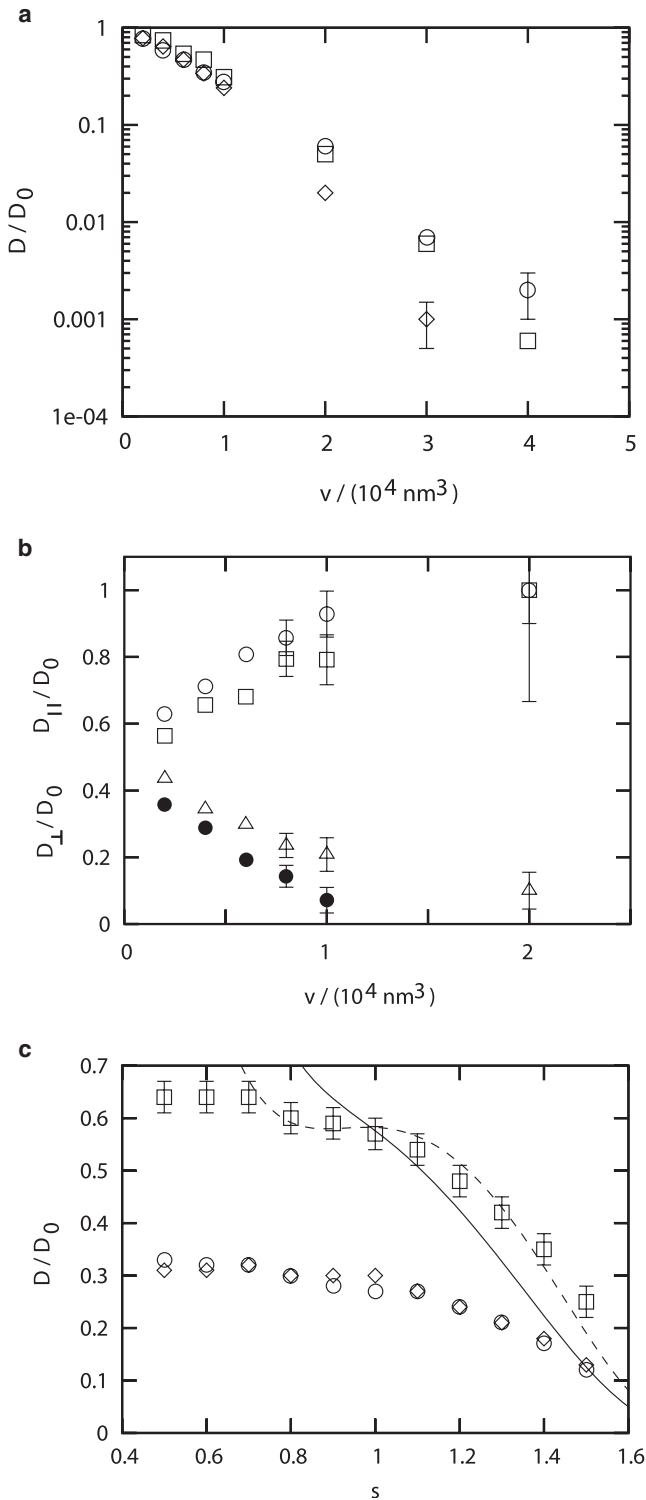 a
1
0.1
0.01
0.001
1e-04
D / D0
0 1 2 3 4 5
v / (10^4 nm^3)
b
1
0.8
0.6
0.4
0.2
0
D|| / D0
D⊥ / D0
0 1 2
v / (10^4 nm^3)
c
0.7
0.6
0.5
0.4
0.3
0.2
0.1
0
D / D0
0.4 0.6 0.8 1 1.2 1.4 1.6
s